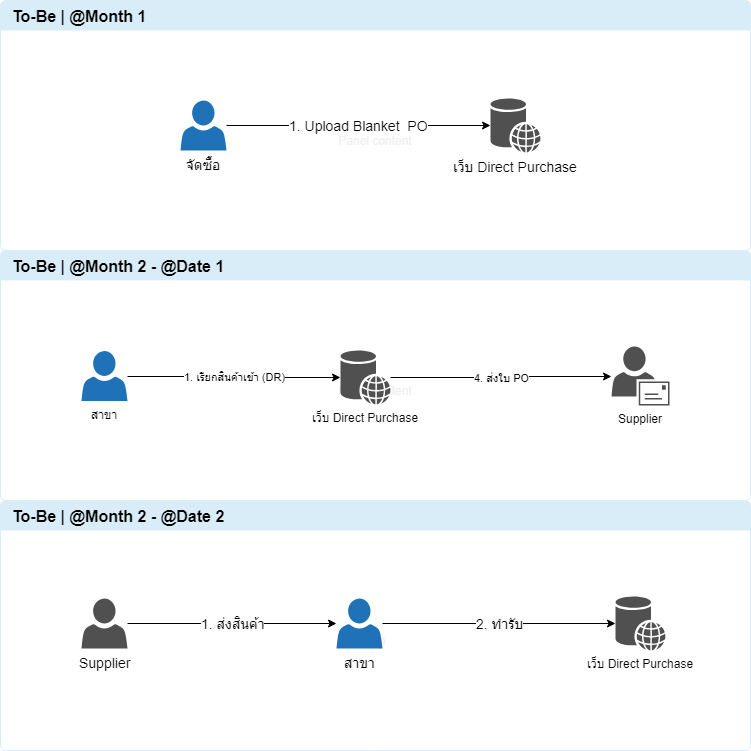 To-Be | @Month 1
1. Upload Blanket PO
Panel content
จัดซื้อ
เว็บ Direct Purchase
To-Be | @Month 2 - @Date 1
1. เรียกสินค้าเข้า (DR)
4. ส่งใบ PO
สาขา
เว็บ Direct Purchase
Supplier
To-Be | @Month 2 - @Date 2
1. ส่งสินค้า
2. ทำรับ
Supplier
สาขา
เว็บ Direct Purchase